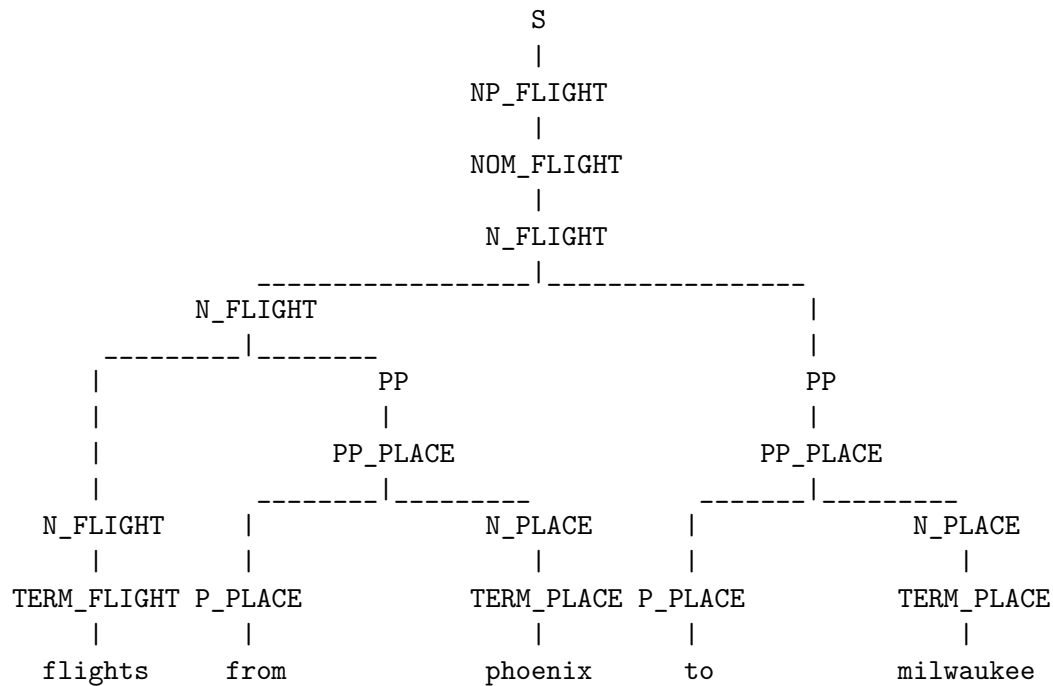 S
NP_FLIGHT
NOM_FLIGHT
N_FLIGHT
N_FLIGHT
PP PP
PP_PLACE PP_PLACE
N_FLIGHT N_PLACE N_PLACE
TERM_FLIGHT P_PLACE TERM_PLACE P_PLACE TERM_PLACE
flights from phoenix to milwaukee